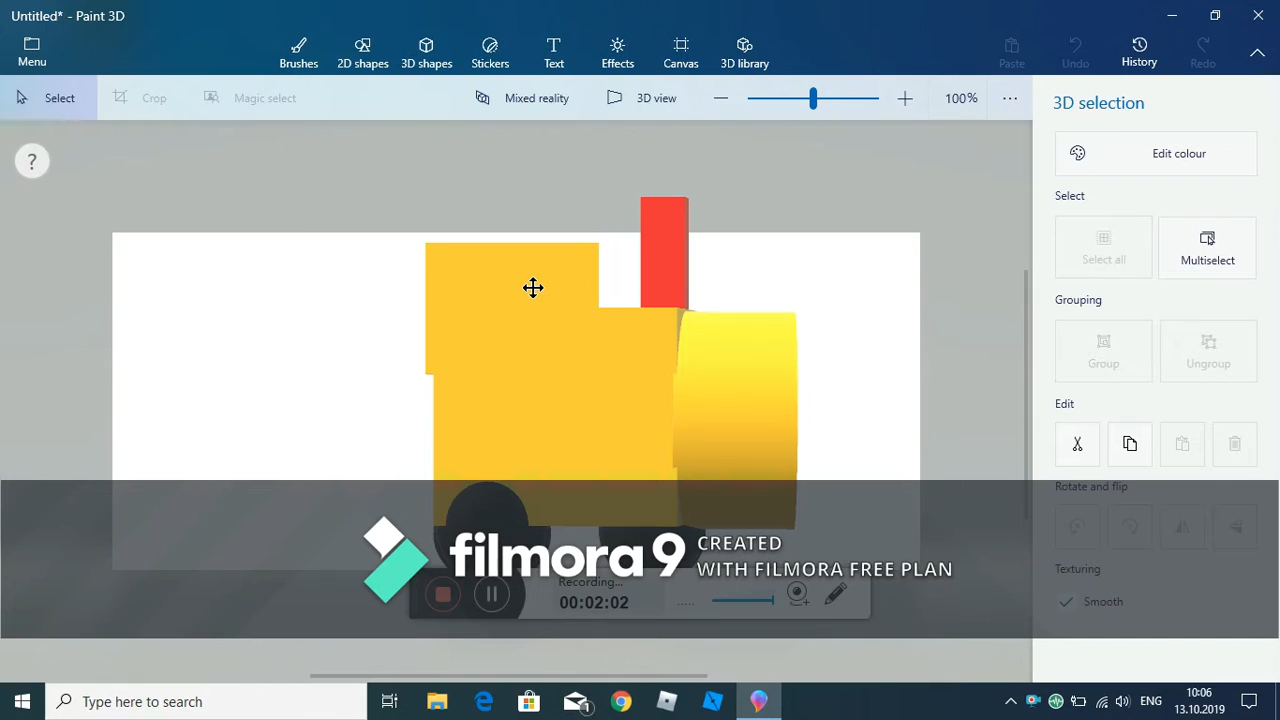 Untitled* - Paint 3D
Menu
Brushes
2D shapes
3D shapes
Stickers
Text
Effects
Canvas
3D library
Paste
Undo
History
Redo
Select
Crop
Magic select
Mixed reality
3D view
100%
?
3D selection
Edit colour
Select
Select all
Multiselect
Grouping
Group
Ungroup
Edit
Rotate and flip
Texturing
Smooth
filmora 9
CREATED
WITH FILMORA FREE PLAN
Recording...
00:02:02
Type here to search
1
ENG
10:06
13.10.2019